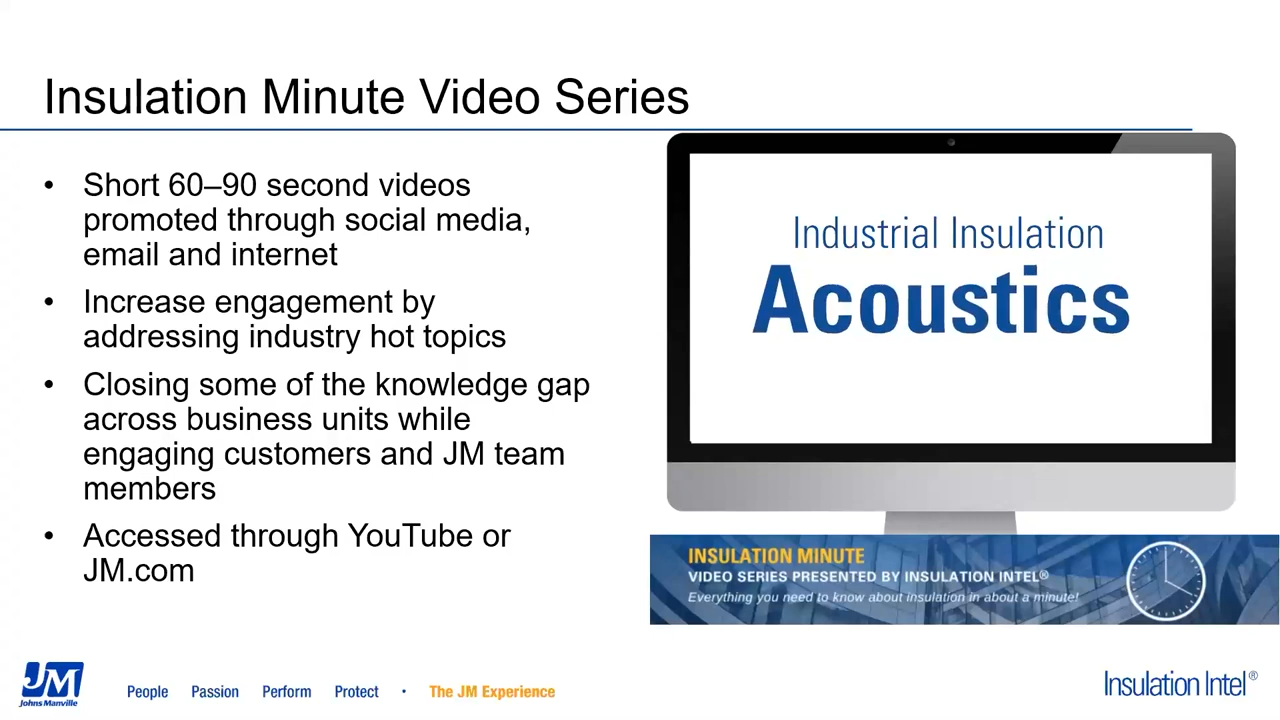 Insulation Minute Video Series
• Short 60–90 second videos
promoted through social media,
email and internet
• Increase engagement by
addressing industry hot topics
• Closing some of the knowledge gap
across business units while
engaging customers and JM team
members
• Accessed through YouTube or
JM.com
Industrial Insulation
Acoustics
INSULATION MINUTE
VIDEO SERIES PRESENTED BY INSULATION INTEL®
Everything you need to know about insulation in about a minute!
JM
Johns Manville
People Passion Perform Protect • The JM Experience
Insulation Intel®